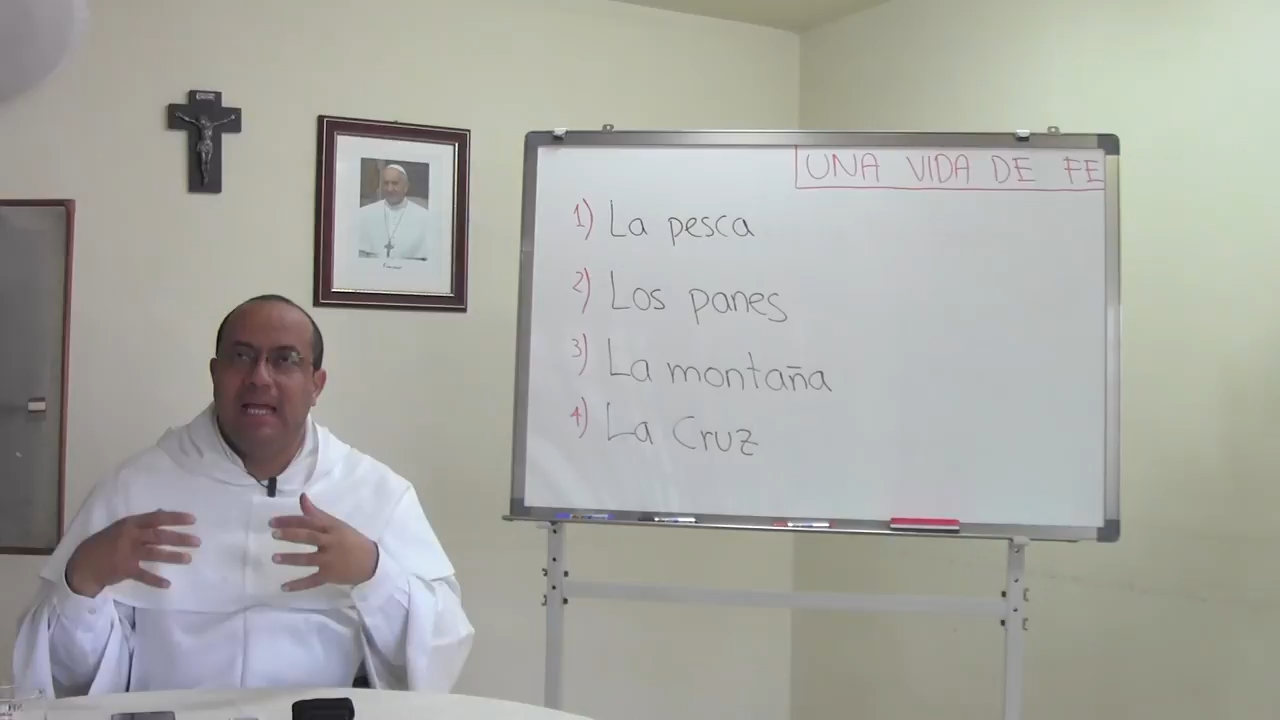 UNA VIDA DE FE
1) La pesca
2) Los panes
3) La montaña
4) La Cruz